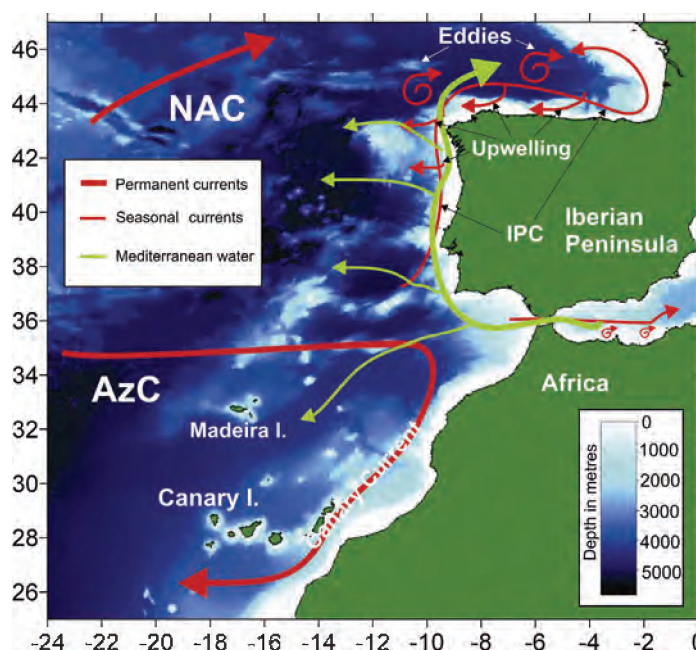 46
44
42
40
38
36
34
32
30
28
26
-24 -22 -20 -18 -16 -14 -12 -10 -8 -6 -4 -2 0
Eddies
NAC
Upwelling
Permanent currents
Seasonal currents
Mediterranean water
IPC
Iberian
Peninsula
AzC
Africa
Madeira I.
Canary I.
Canary Current
Depth in metres
0
1000
2000
3000
4000
5000